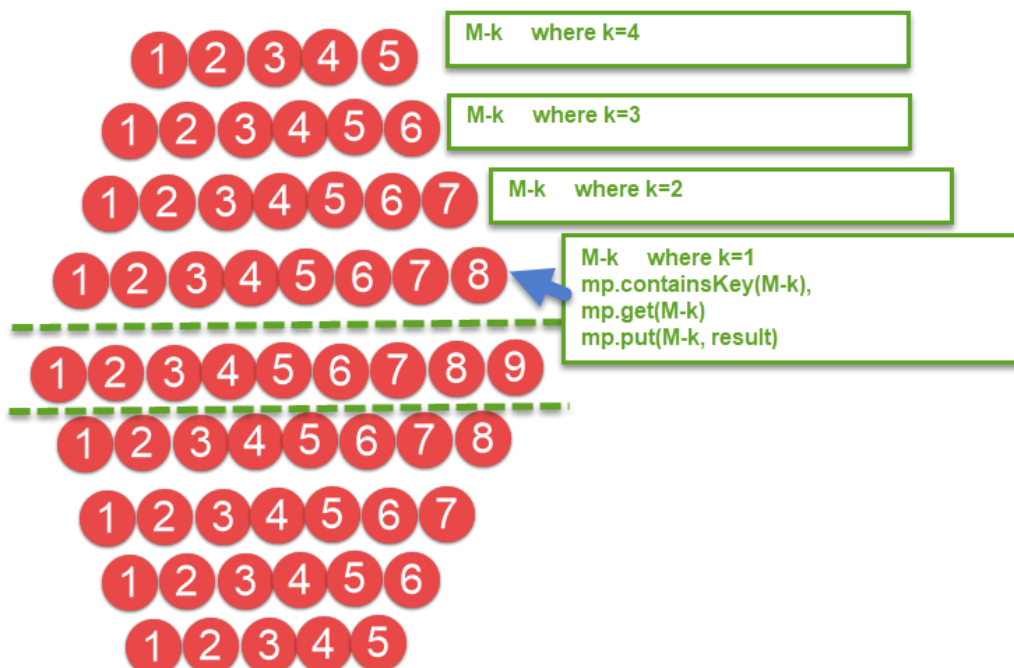 1 2 3 4 5
M-k where k=4
1 2 3 4 5 6
M-k where k=3
1 2 3 4 5 6 7
M-k where k=2
1 2 3 4 5 6 7 8
M-k where k=1
mp.containsKey(M-k),
mp.get(M-k)
mp.put(M-k, result)
1 2 3 4 5 6 7 8 9
1 2 3 4 5 6 7 8
1 2 3 4 5 6 7
1 2 3 4 5 6
1 2 3 4 5